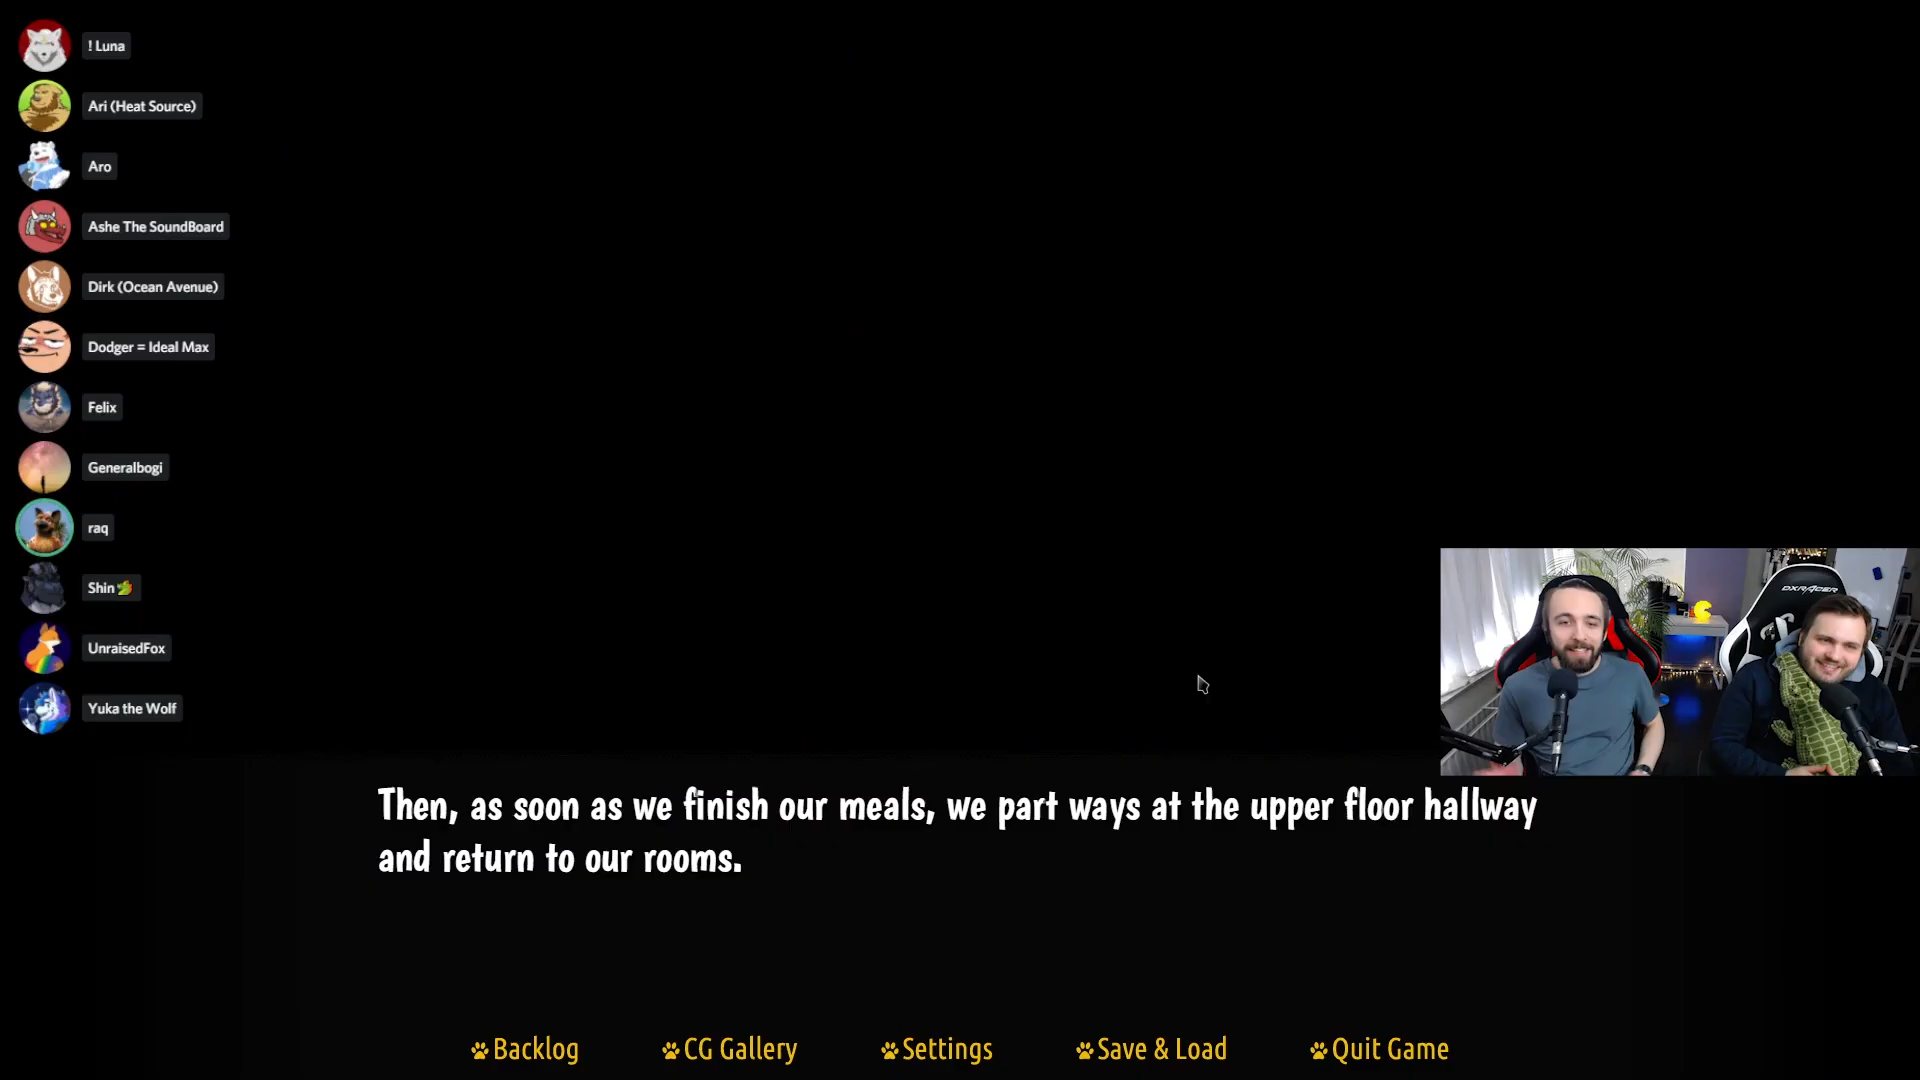 ! Luna
Ari (Heat Source)
Aro
Ashe The SoundBoard
Dirk (Ocean Avenue)
Dodger = Ideal Max
Felix
Generalbogi
raq
Shin
UnraisedFox
Yuka the Wolf
DXRACER
Then, as soon as we finish our meals, we part ways at the upper floor hallway
and return to our rooms.
Backlog CG Gallery Settings Save & Load Quit Game